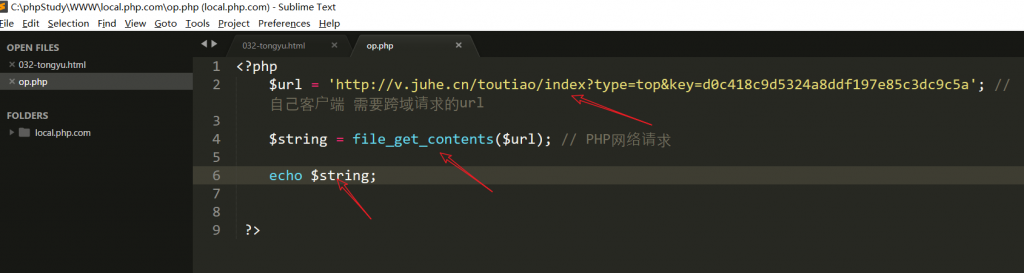 C:\phpStudy\WWW\local.php.com\op.php (local.php.com) - Sublime Text
File Edit Selection Find View Goto Tools Project Preferences Help
OPEN FILES
032-tongyu.html
op.php
FOLDERS
local.php.com
032-tongyu.html op.php
1 <?php
2 $url = 'http://v.juhe.cn/toutiao/index?type=top&key=d0c418c9d5324a8ddf197e85c3dc9c5a'; //
自己客户端 需要跨域请求的url
3
4 $string = file_get_contents($url); // PHP网络请求
5
6 echo $string;
7
8
9 ?>